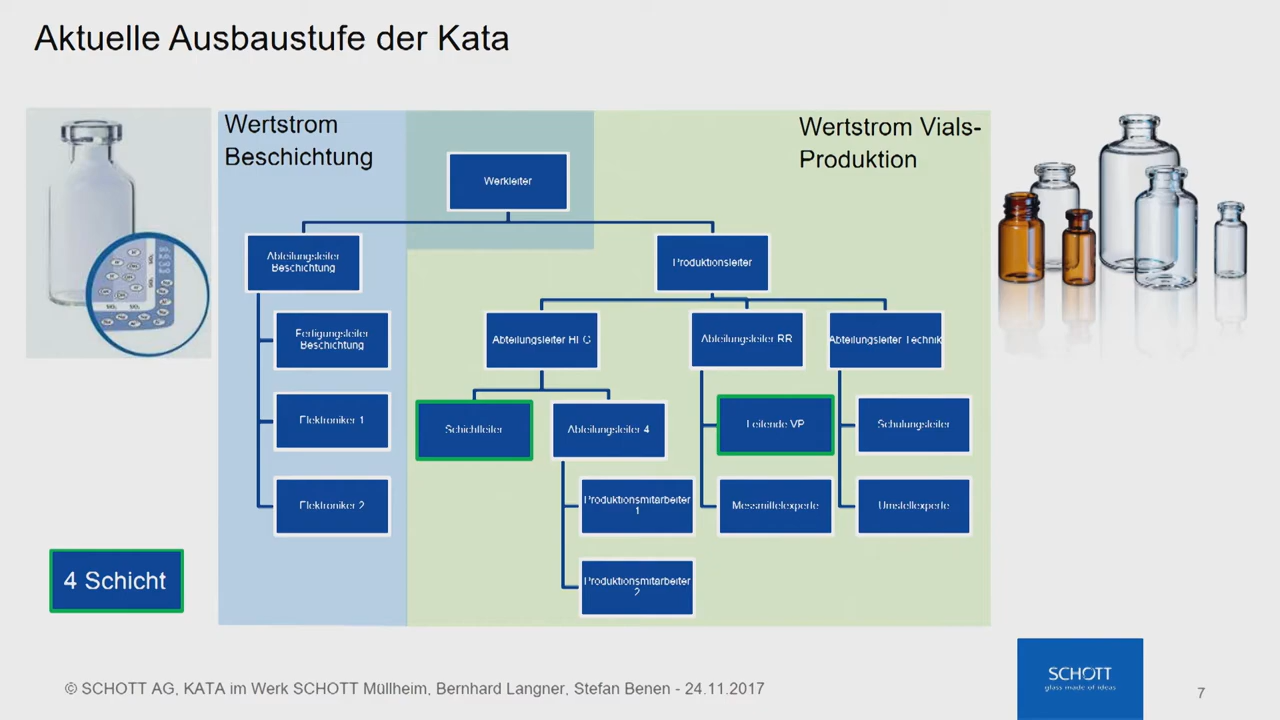 Aktuelle Ausbaustufe der Kata
Wertstrom
Beschichtung
Wertstrom Vials-
Produktion
Werkleiter
Abteilungsleiter
Beschichtung
Produktionsleiter
Fertigungsleiter
Beschichtung
Abteilungsleiter HFG
Abteilungsleiter RR
Abteilungsleiter Technik
Elektroniker 1
Schichtleiter
Abteilungsleiter 4
Leitende VP
Schulungsleiter
Elektroniker 2
Produktionsmitarbeiter
1
Messmittelexperte
Umstellexperte
Produktionsmitarbeiter
2
4 Schicht
© SCHOTT AG, KATA im Werk SCHOTT Müllheim, Bernhard Langner, Stefan Benen - 24.11.2017
SCHOTT
glass made of ideas
7